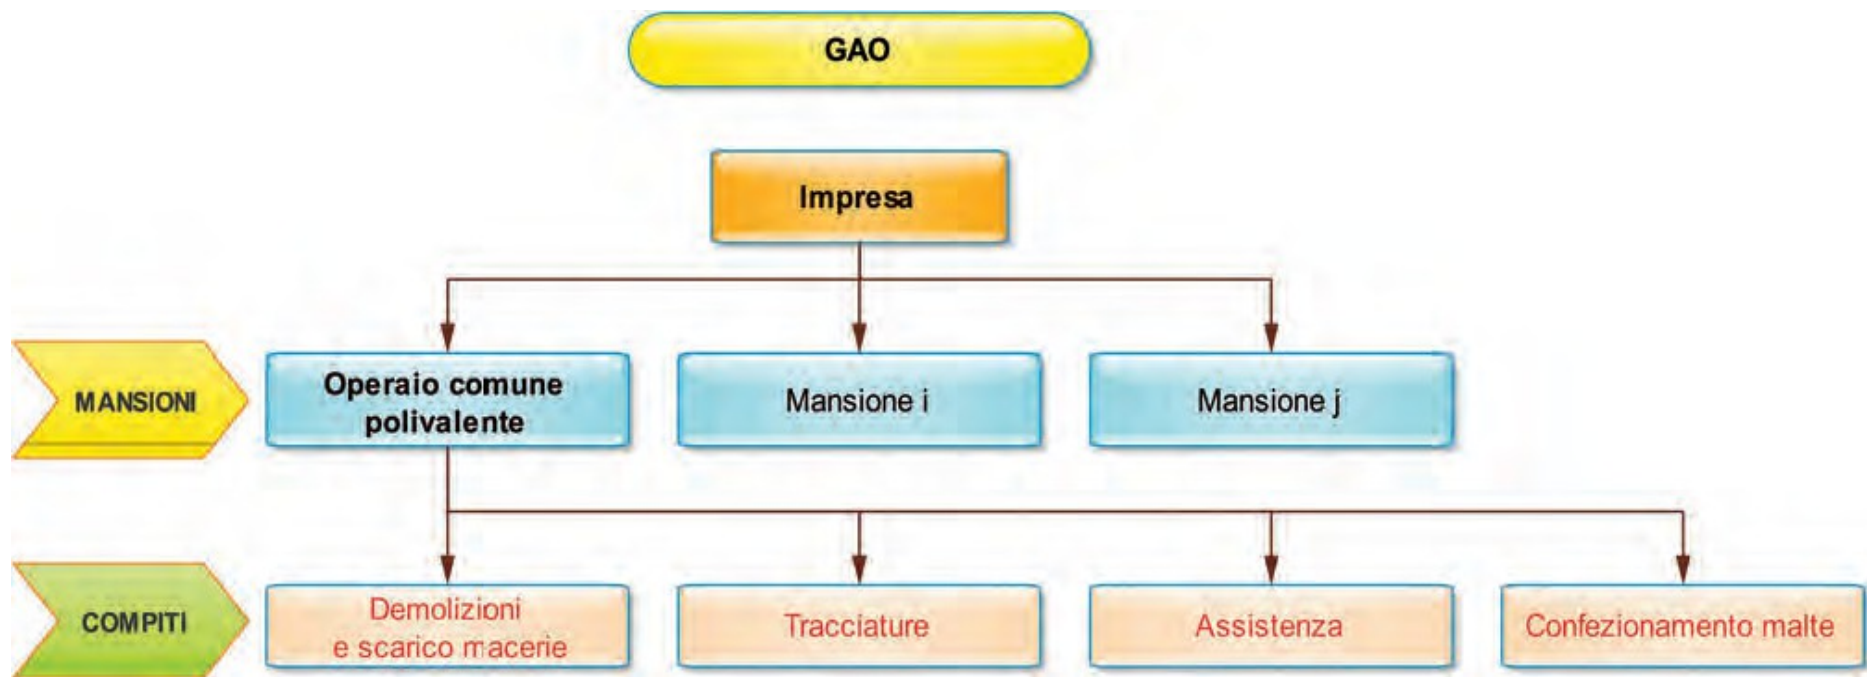 GAO
Impresa
MANSIONI
Operaio comune
polivalente
Mansione i
Mansione j
COMPITI
Demolizioni
e scarico macerie
Tracciature
Assistenza
Confezionamento malte